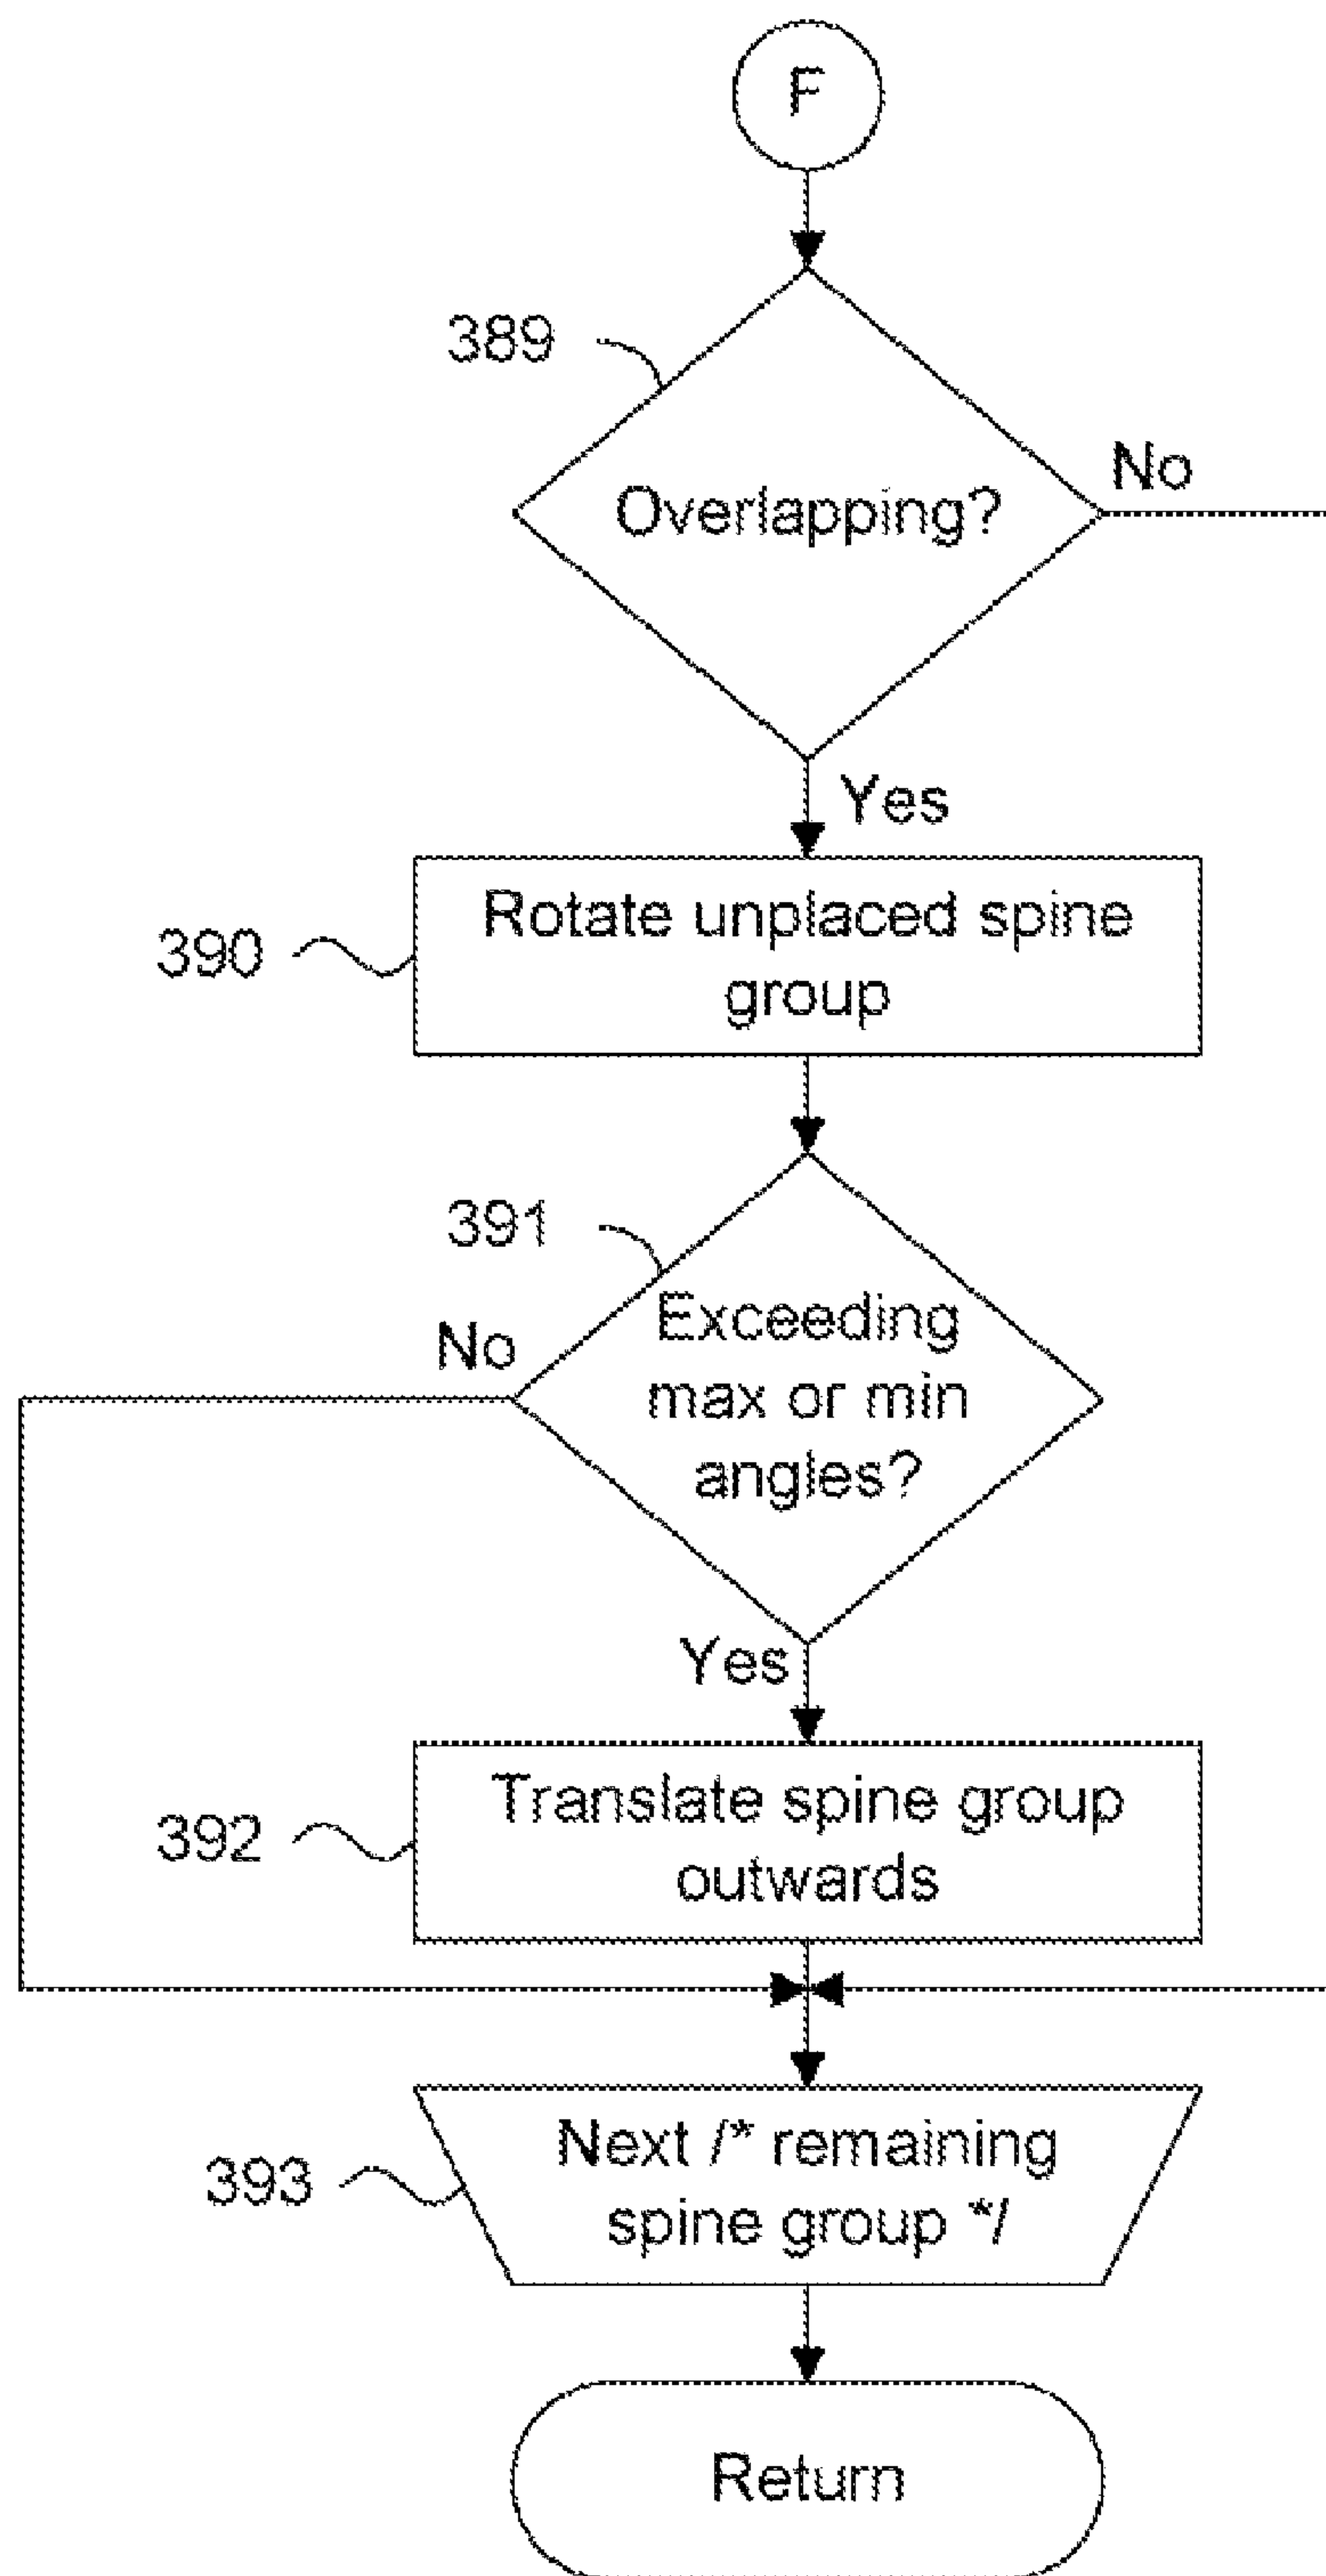 F
389
No
Overlapping?
Yes
Rotate unplaced spine
group
390
391
Exceeding
No
max or min
angles?
Yes
Translate spine group
outwards
392
Next /* remaining
spine group */
393
Return